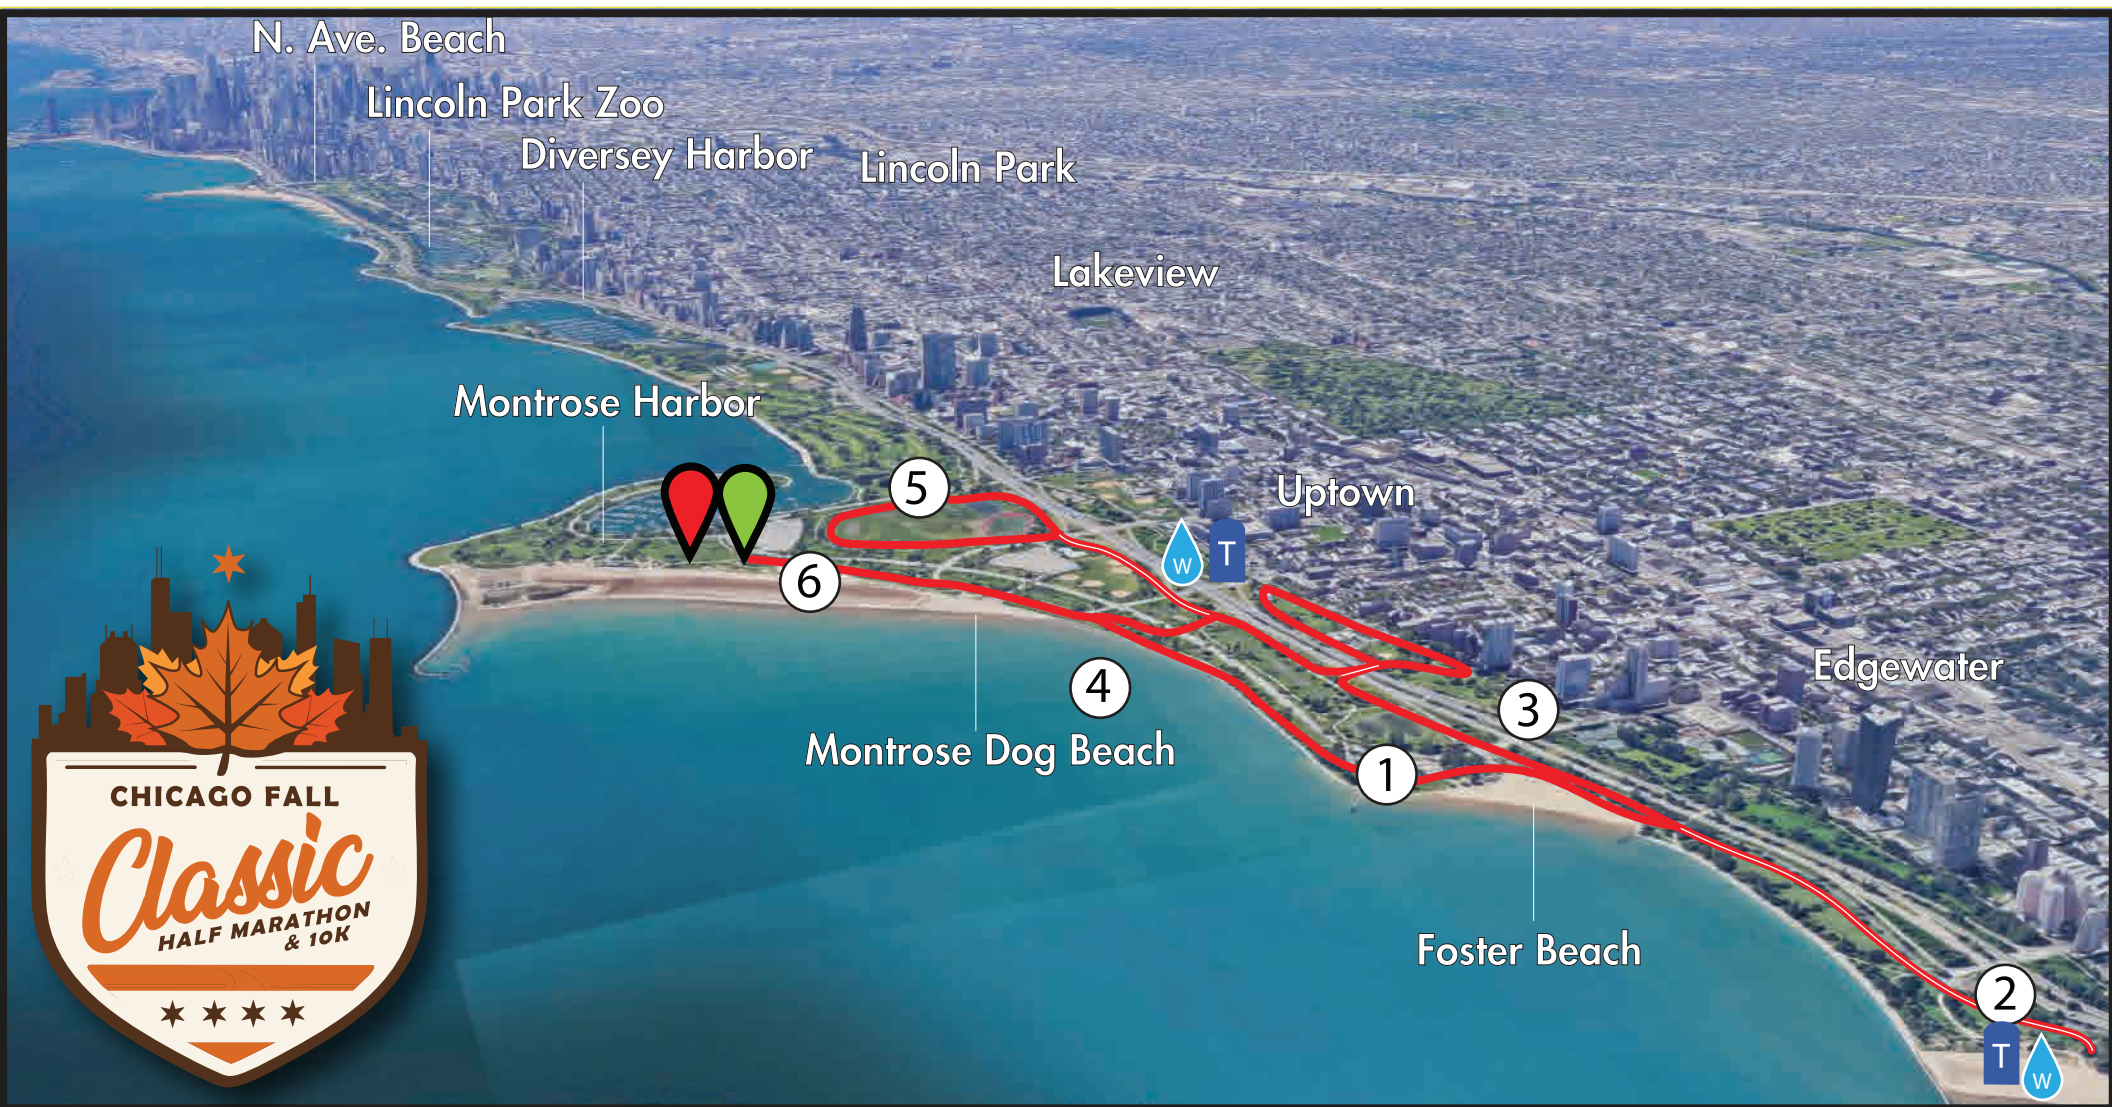 N. Ave. Beach
Lincoln Park Zoo
Diversey Harbor
Lincoln Park
Lakeview
Montrose Harbor
5
Uptown
W
T
6
Edgewater
4
3
Montrose Dog Beach
1
Foster Beach
2
T
W
CHICAGO FALL
Classic
HALF MARATHON
& 10K